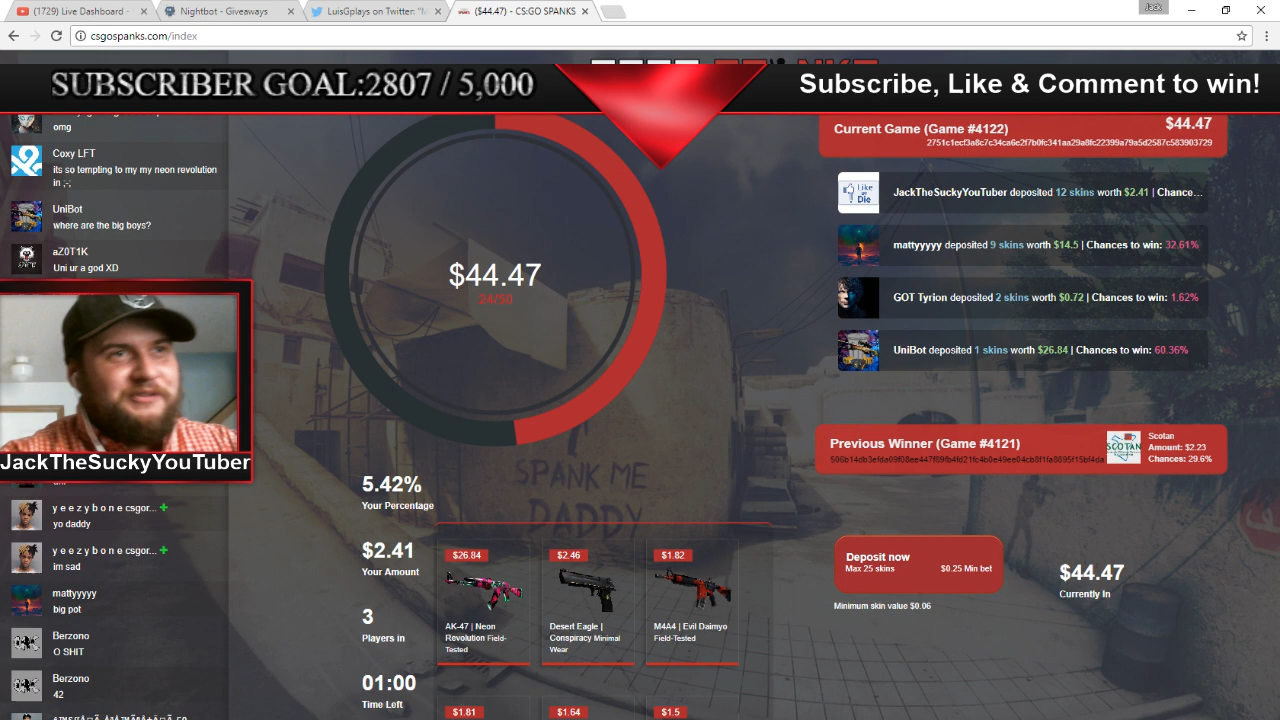 (1729) Live Dashboard -
Nightbot - Giveaways
LuisGplays on Twitter: "M
($44.47) - CS:GO SPANKS
Jack
csgospanks.com/index
SUBSCRIBER GOAL:2807 / 5,000
Subscribe, Like & Comment to win!
omg
Coxy LFT
its so tempting to my my neon revolution
in ;-;
UniBot
where are the big boys?
aZ0T1K
Uni ur a god XD
JackTheSuckyYouTuber
y e e z y b o n e csgor...
yo daddy
y e e z y b o n e csgor...
im sad
mattyyyyy
big pot
Berzono
O SHIT
Berzono
42
$44.47
24/50
SPANK ME
DADDY
5.42%
Your Percentage
$2.41
Your Amount
3
Players in
01:00
Time Left
$26.84
AK-47 | Neon
Revolution Field-
Tested
$2.46
Desert Eagle |
Conspiracy Minimal
Wear
$1.82
M4A4 | Evil Daimyo
Field-Tested
$1.81
$1.64
$1.5
Current Game (Game #4122)
$44.47
2751c1ecf3a8c7c34ca6e2f7b0fc341aa29a8fc22399a79a5d2587c583903729
Like
or
Die
JackTheSuckyYouTuber deposited 12 skins worth $2.41 | Chance...
mattyyyyy deposited 9 skins worth $14.5 | Chances to win: 32.61%
GOT Tyrion deposited 2 skins worth $0.72 | Chances to win: 1.62%
UniBot deposited 1 skins worth $26.84 | Chances to win: 60.36%
Previous Winner (Game #4121)
SCOTAN
Scotan
Amount: $2.23
Chances: 29.6%
Deposit now
Max 25 skins
$0.25 Min bet
Minimum skin value $0.06
$44.47
Currently In